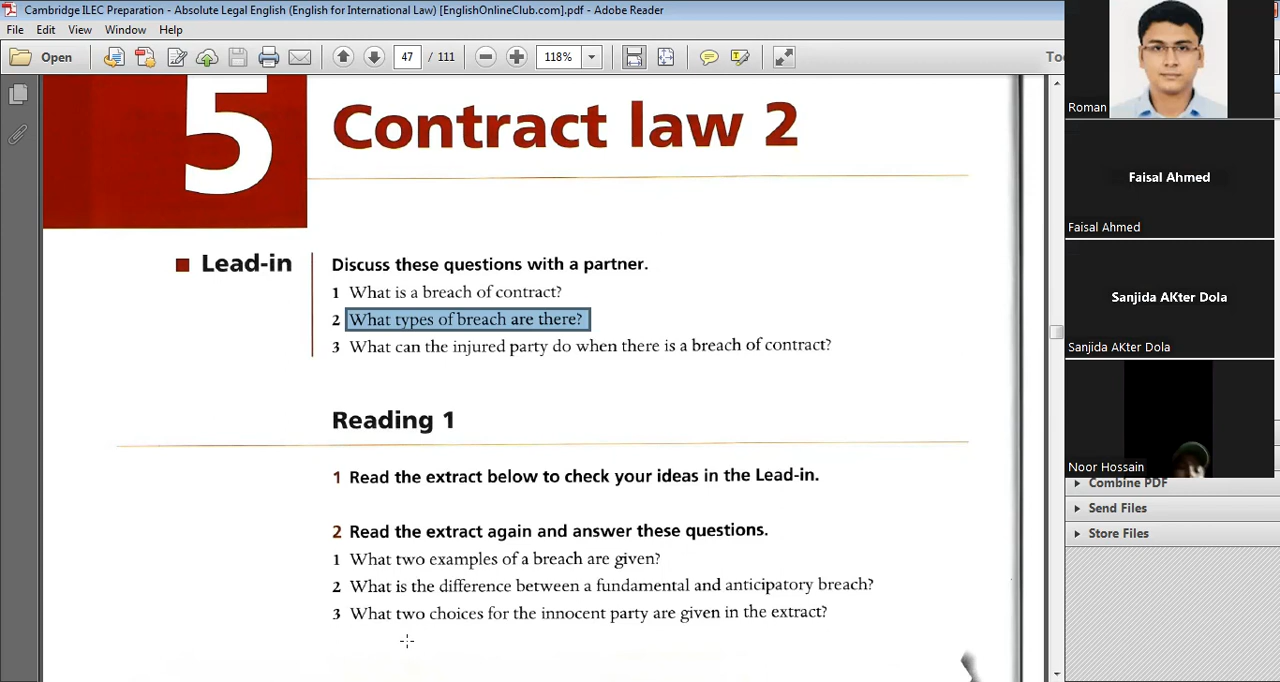 Cambridge ILEC Preparation - Absolute Legal English (English for International Law) [EnglishOnlineClub.com].pdf - Adobe Reader
File Edit View Window Help
Open 47 / 111 118%
5 Contract law 2
Lead-in
Discuss these questions with a partner.
1 What is a breach of contract?
2 What types of breach are there?
3 What can the injured party do when there is a breach of contract?
Reading 1
1 Read the extract below to check your ideas in the Lead-in.
2 Read the extract again and answer these questions.
1 What two examples of a breach are given?
2 What is the difference between a fundamental and anticipatory breach?
3 What two choices for the innocent party are given in the extract?
Roman
Faisal Ahmed
Faisal Ahmed
Sanjida AKter Dola
Sanjida AKter Dola
Noor Hossain
Combine PDF
Send Files
Store Files